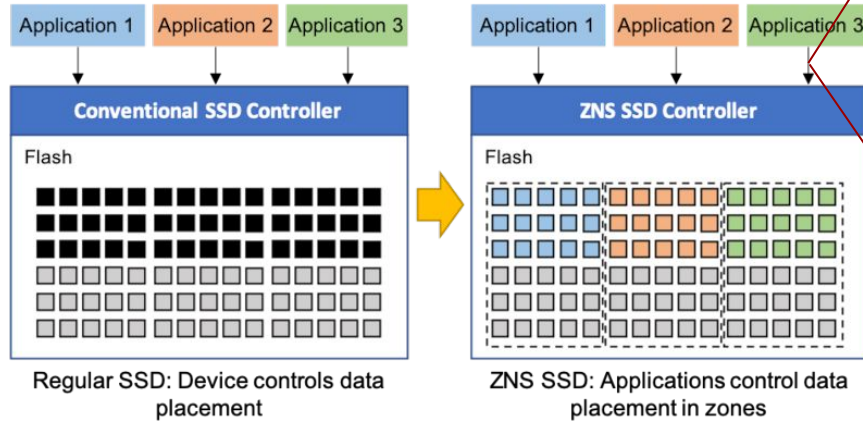 Application 1 Application 2 Application 3
Conventional SSD Controller
Flash
Regular SSD: Device controls data
placement
Application 1 Application 2 Application 3
ZNS SSD Controller
Flash
ZNS SSD: Applications control data
placement in zones